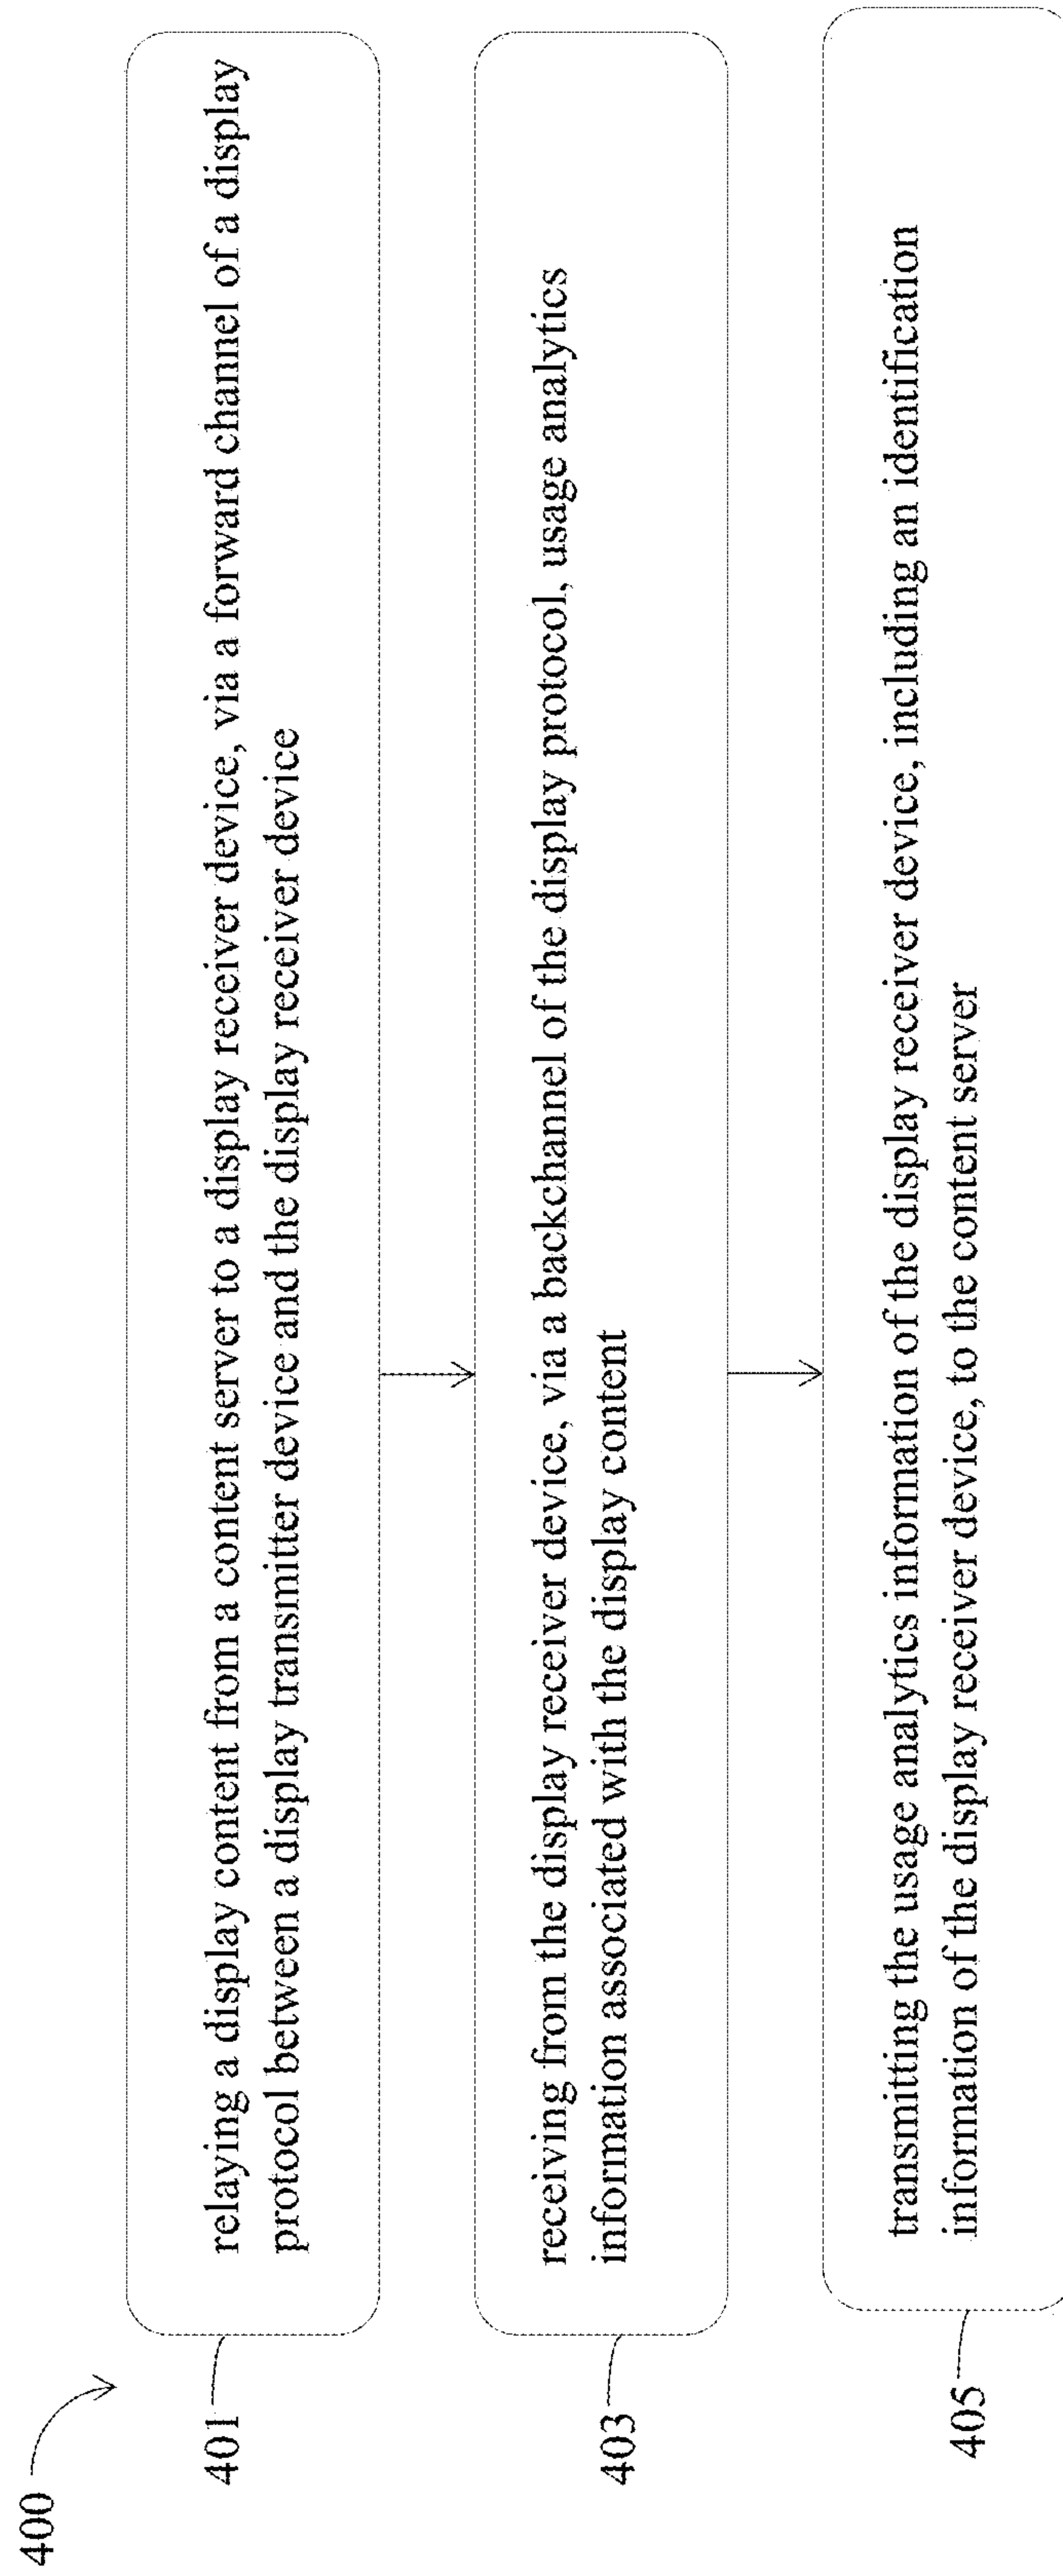 400
401
relaying a display content from a content server to a display receiver device, via a forward channel of a display
protocol between a display transmitter device and the display receiver device
403
receiving from the display receiver device, via a backchannel of the display protocol, usage analytics
information associated with the display content
405
transmitting the usage analytics information of the display receiver device, including an identification
information of the display receiver device, to the content server